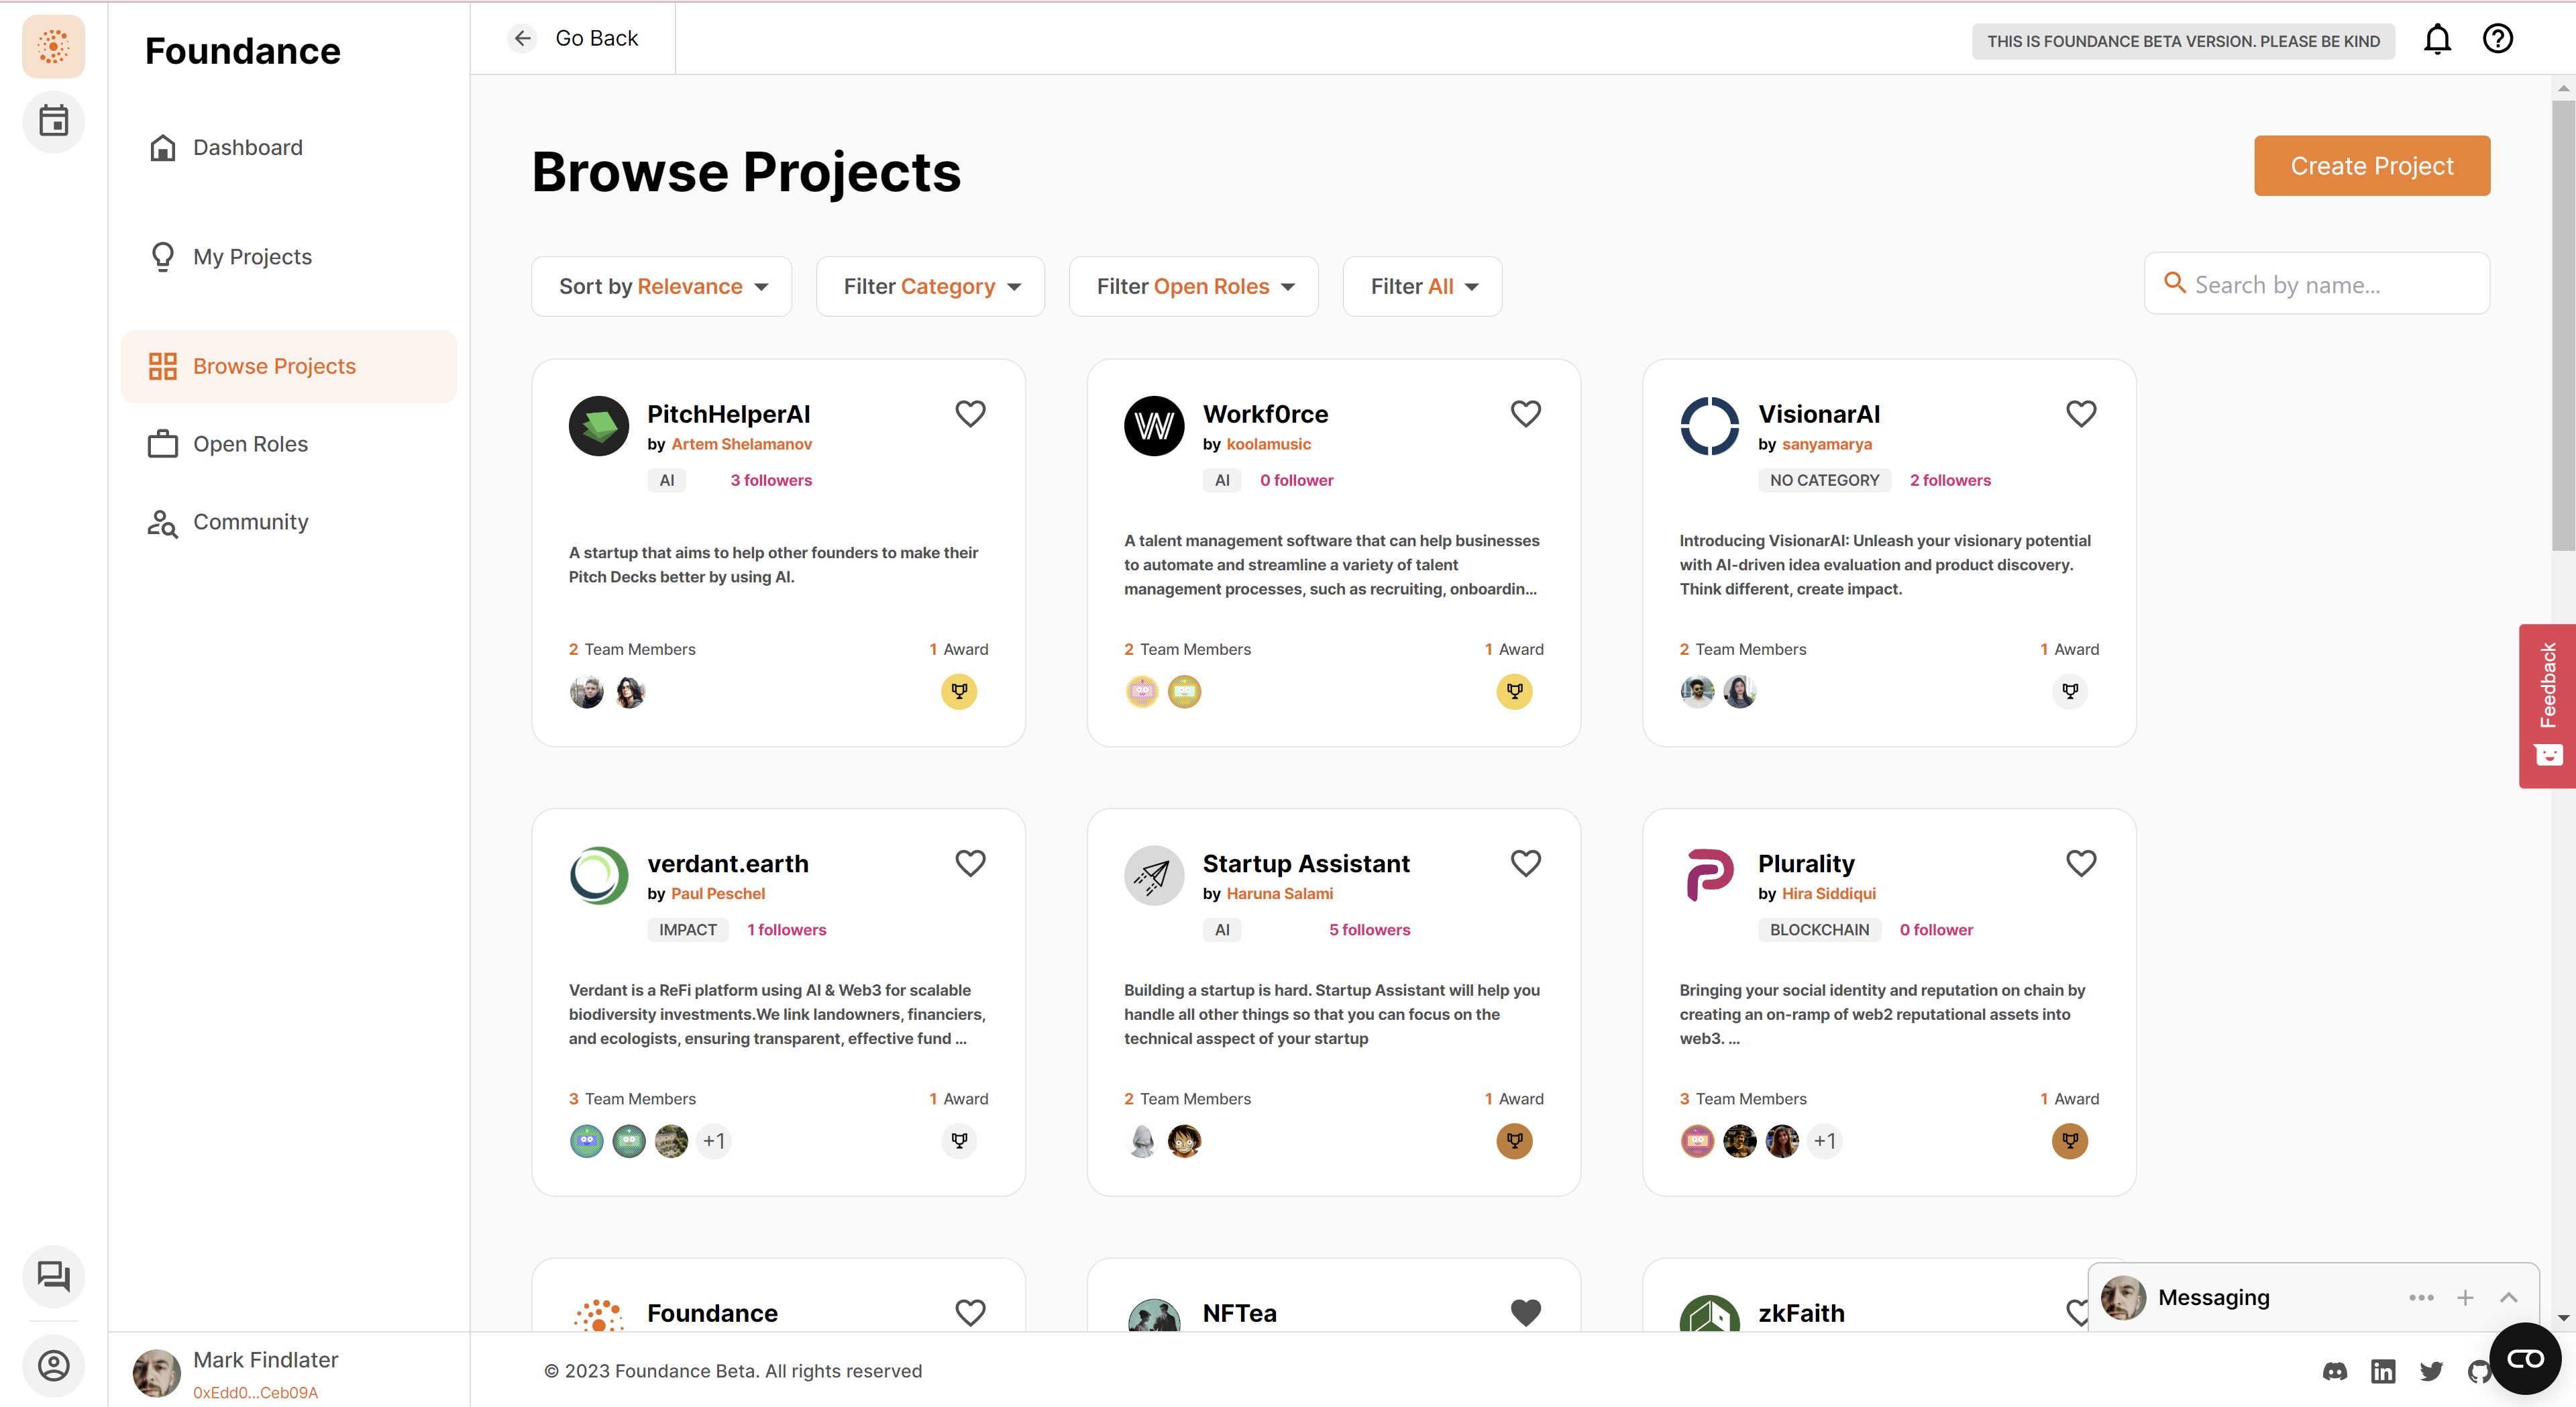 Foundance
Dashboard
My Projects
Browse Projects
Open Roles
Community
Mark Findlater
0xEdd0...Ceb09A
Go Back
THIS IS FOUNDANCE BETA VERSION. PLEASE BE KIND
Browse Projects
Create Project
Sort by Relevance
Filter Category
Filter Open Roles
Filter All
Search by name...
PitchHelperAI
by Artem Shelamanov
AI 3 followers
A startup that aims to help other founders to make their
Pitch Decks better by using AI.
2 Team Members 1 Award
Workf0rce
by koolamusic
AI 0 follower
A talent management software that can help businesses
to automate and streamline a variety of talent
management processes, such as recruiting, onboardin...
2 Team Members 1 Award
VisionarAI
by sanyamarya
NO CATEGORY 2 followers
Introducing VisionarAI: Unleash your visionary potential
with AI-driven idea evaluation and product discovery.
Think different, create impact.
2 Team Members 1 Award
verdant.earth
by Paul Peschel
IMPACT 1 followers
Verdant is a ReFi platform using AI & Web3 for scalable
biodiversity investments.We link landowners, financiers,
and ecologists, ensuring transparent, effective fund ...
3 Team Members 1 Award
+1
Startup Assistant
by Haruna Salami
AI 5 followers
Building a startup is hard. Startup Assistant will help you
handle all other things so that you can focus on the
technical asspect of your startup
2 Team Members 1 Award
Plurality
by Hira Siddiqui
BLOCKCHAIN 0 follower
Bringing your social identity and reputation on chain by
creating an on-ramp of web2 reputational assets into
web3. ...
3 Team Members 1 Award
+1
Foundance
NFTea
zkFaith
Feedback
Messaging
© 2023 Foundance Beta. All rights reserved